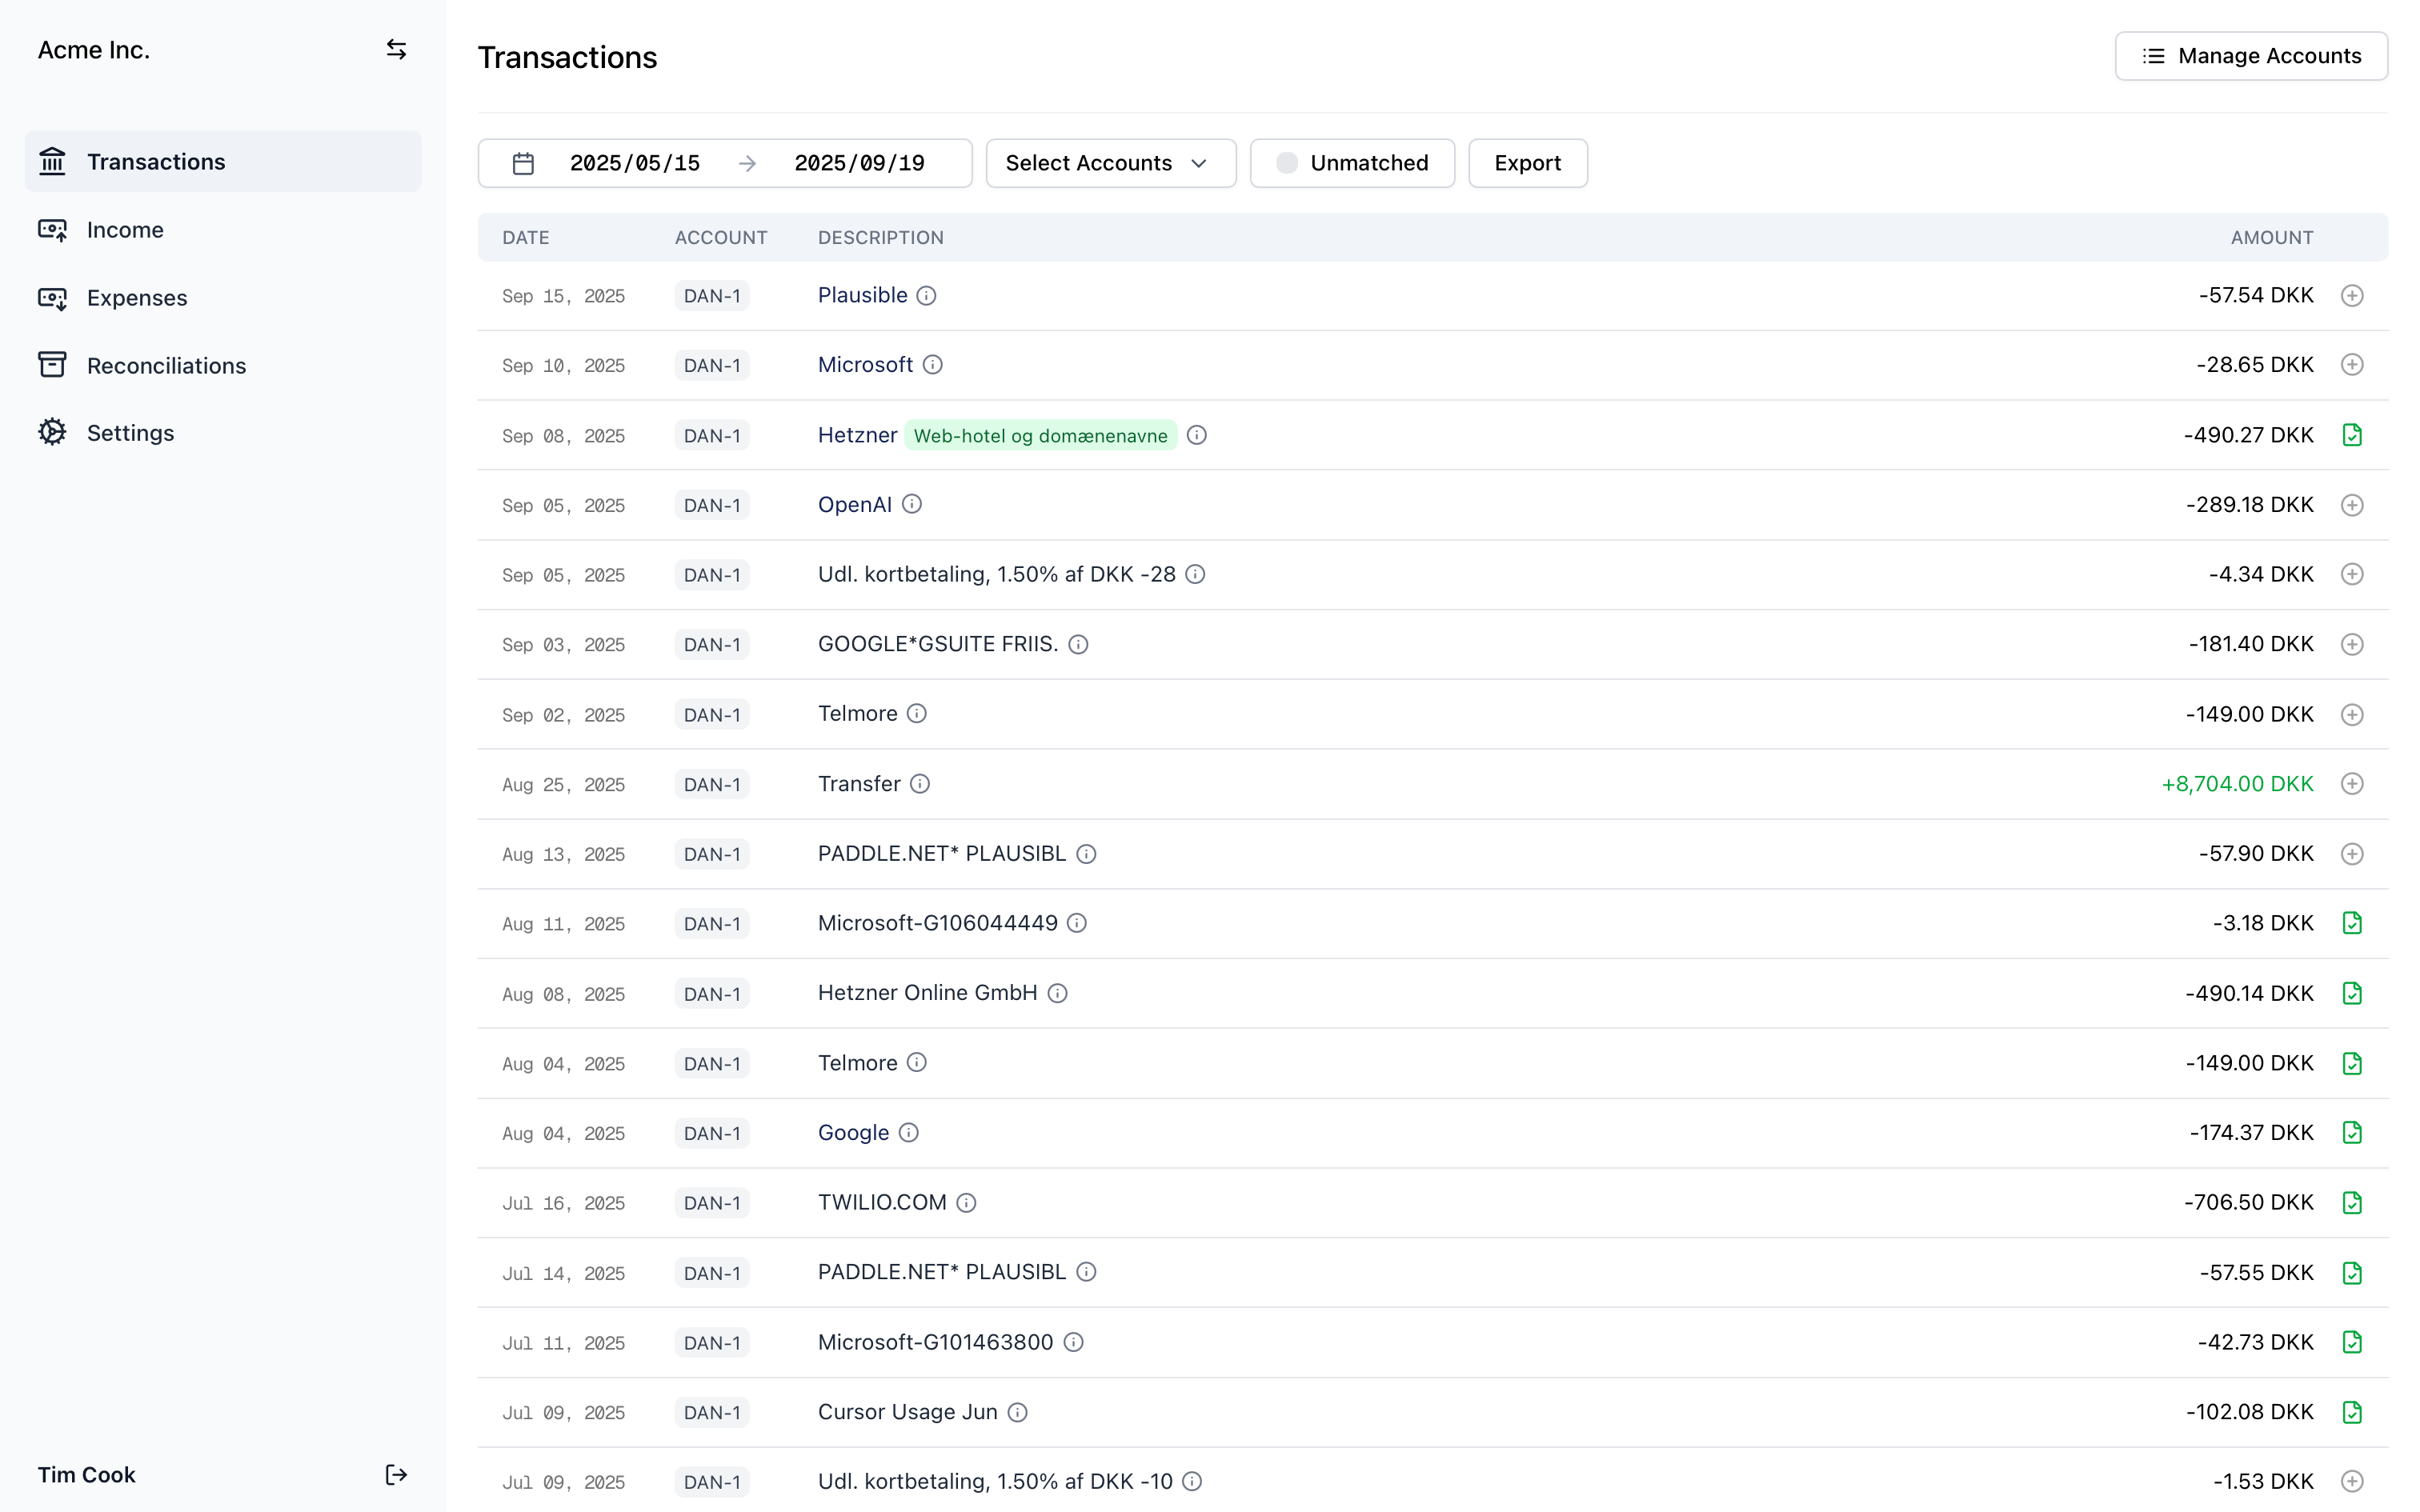 Acme Inc.
Transactions
Income
Expenses
Reconciliations
Settings
Tim Cook
Transactions
Manage Accounts
2025/05/15 → 2025/09/19 Select Accounts Unmatched Export
DATE ACCOUNT DESCRIPTION AMOUNT
Sep 15, 2025 DAN-1 Plausible -57.54 DKK
Sep 10, 2025 DAN-1 Microsoft -28.65 DKK
Sep 08, 2025 DAN-1 Hetzner Web-hotel og domænenavne -490.27 DKK
Sep 05, 2025 DAN-1 OpenAI -289.18 DKK
Sep 05, 2025 DAN-1 Udl. kortbetaling, 1.50% af DKK -28 -4.34 DKK
Sep 03, 2025 DAN-1 GOOGLE*GSUITE FRIIS. -181.40 DKK
Sep 02, 2025 DAN-1 Telmore -149.00 DKK
Aug 25, 2025 DAN-1 Transfer +8,704.00 DKK
Aug 13, 2025 DAN-1 PADDLE.NET* PLAUSIBL -57.90 DKK
Aug 11, 2025 DAN-1 Microsoft-G106044449 -3.18 DKK
Aug 08, 2025 DAN-1 Hetzner Online GmbH -490.14 DKK
Aug 04, 2025 DAN-1 Telmore -149.00 DKK
Aug 04, 2025 DAN-1 Google -174.37 DKK
Jul 16, 2025 DAN-1 TWILIO.COM -706.50 DKK
Jul 14, 2025 DAN-1 PADDLE.NET* PLAUSIBL -57.55 DKK
Jul 11, 2025 DAN-1 Microsoft-G101463800 -42.73 DKK
Jul 09, 2025 DAN-1 Cursor Usage Jun -102.08 DKK
Jul 09, 2025 DAN-1 Udl. kortbetaling, 1.50% af DKK -10 -1.53 DKK